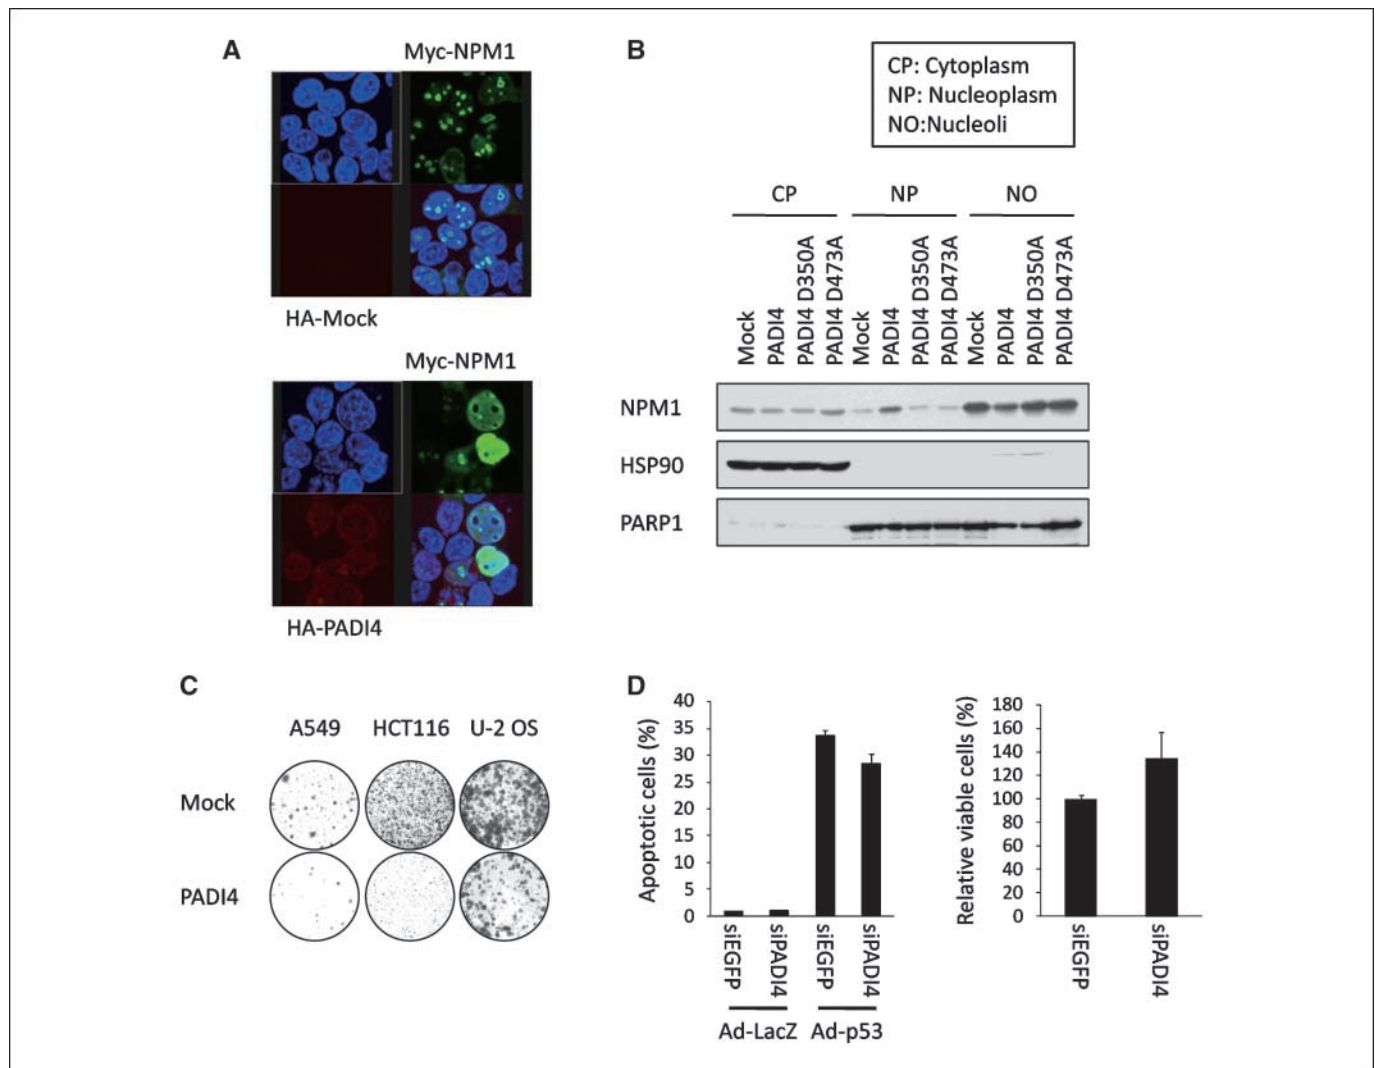 A
Myc-NPM1
HA-Mock
Myc-NPM1
HA-PADI4
B
CP: Cytoplasm
NP: Nucleoplasm
NO:Nucleoli
CP NP NO
Mock PADI4 PADI4 D350A PADI4 D473A Mock PADI4 PADI4 D350A PADI4 D473A Mock PADI4 PADI4 D350A PADI4 D473A
NPM1
HSP90
PARP1
C
A549 HCT116 U-2 OS
Mock
PADI4
D
Apoptotic cells (%)
40
35
30
25
20
15
10
5
0
siEGFP siPADI4 siEGFP siPADI4
Ad-LacZ Ad-p53
Relative viable cells (%)
180
160
140
120
100
80
60
40
20
0
siEGFP siPADI4